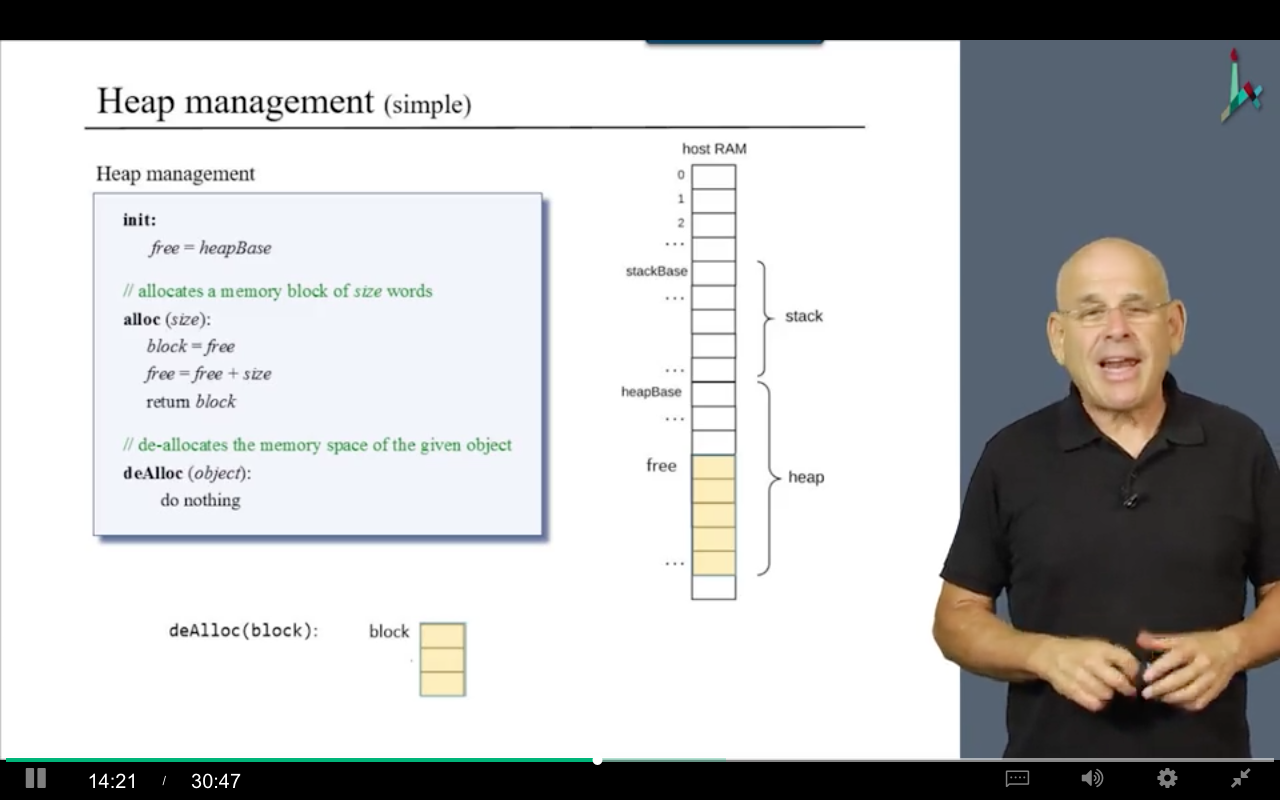 Heap management (simple)
Heap management
init:
free = heapBase
// allocates a memory block of size words
alloc (size):
block = free
free = free + size
return block
// de-allocates the memory space of the given object
deAlloc (object):
do nothing
deAlloc(block):
block
host RAM
0
1
2
...
stackBase
...
stack
...
heapBase
...
free
heap
...
14:21 / 30:47